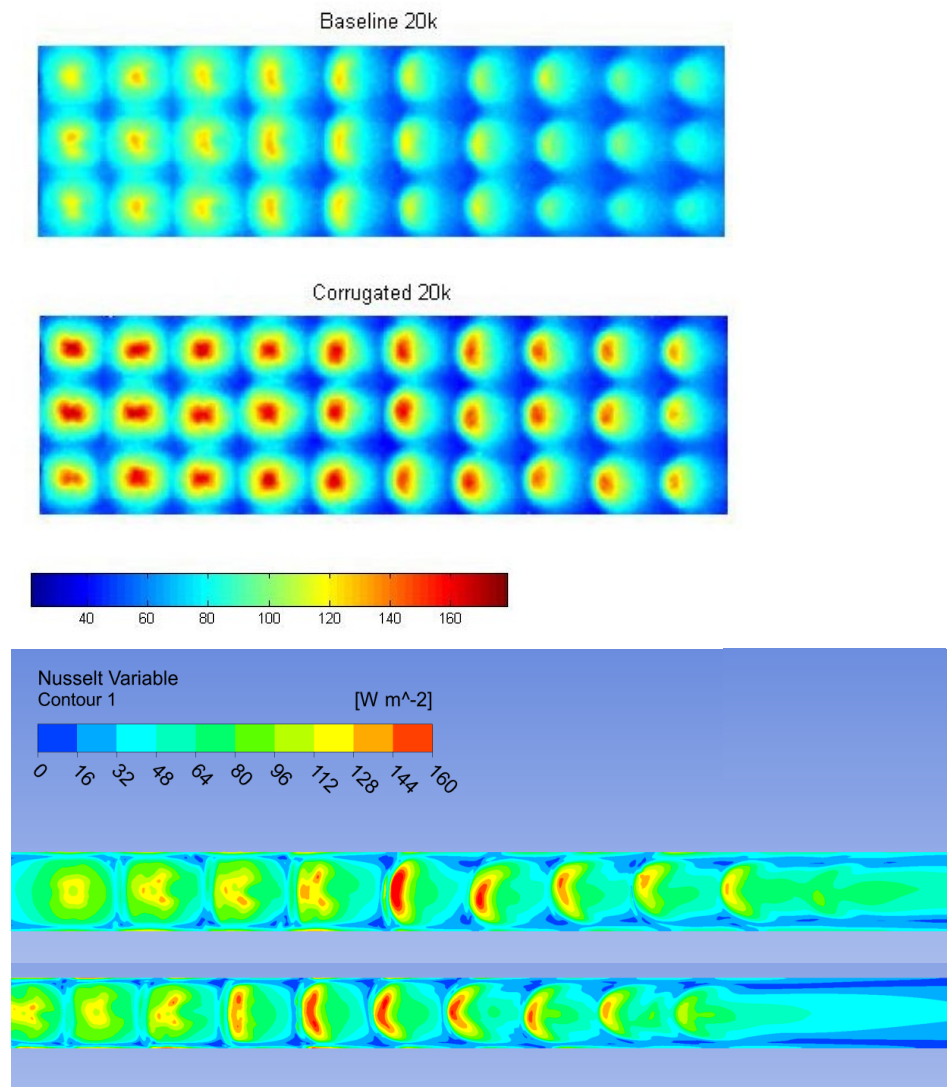 Baseline 20k
Corrugated 20k
40 60 80 100 120 140 160
Nusselt Variable
Contour 1 [W m^-2]
0 16 32 48 64 80 96 112 128 144 160